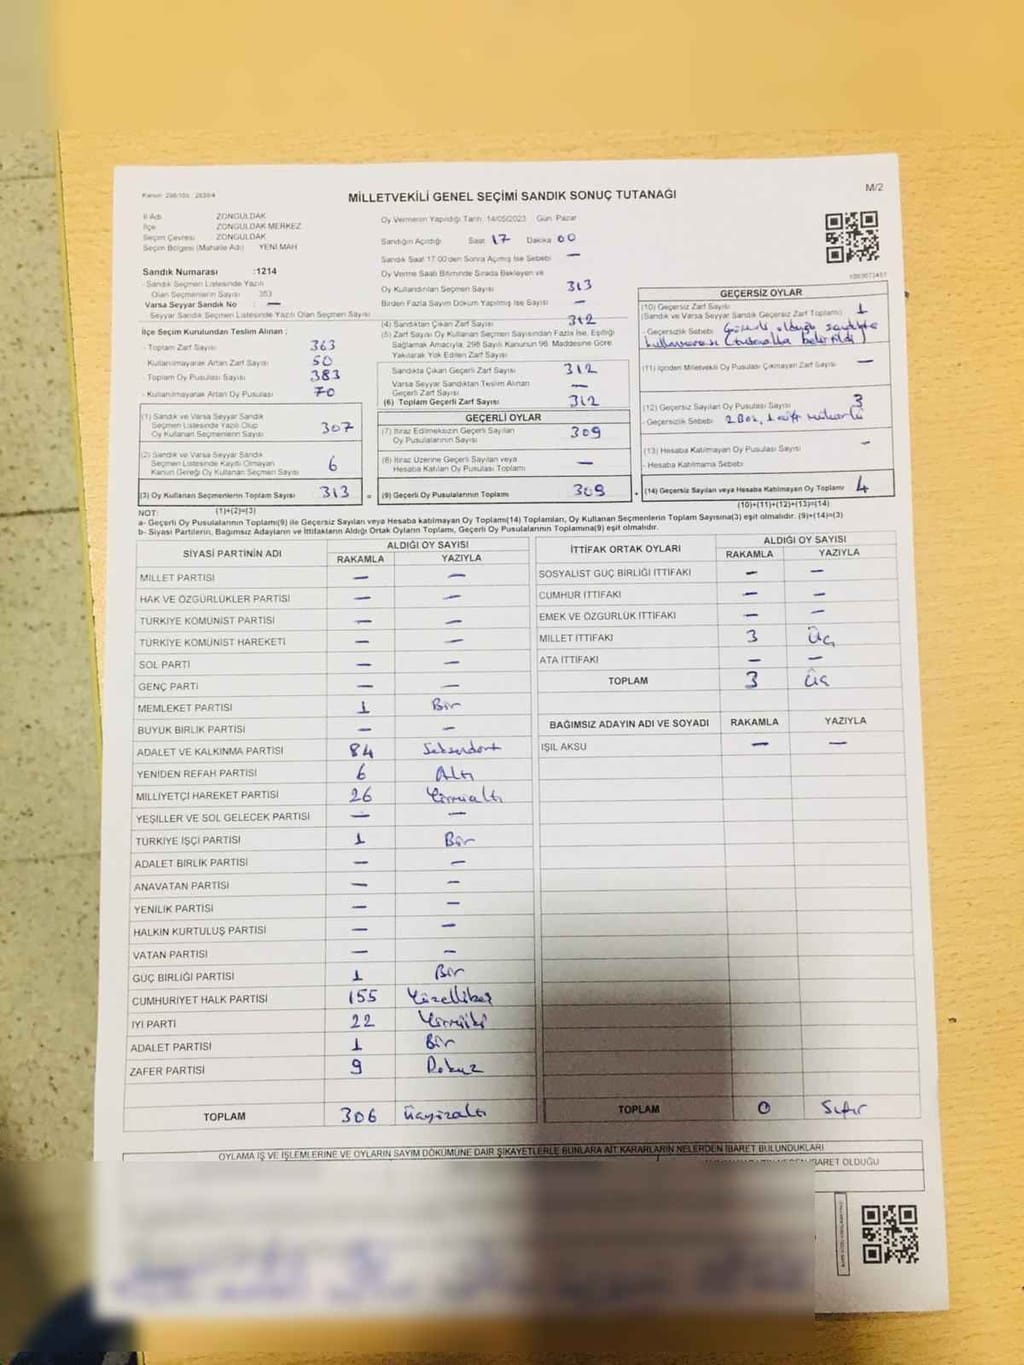 MİLLETVEKİLİ GENEL SEÇİMİ SANDIK SONUÇ TUTANAĞI
M/2
İl Adı ZONGULDAK
İlçe ZONGULDAK MERKEZ
Seçim Çevresi ZONGULDAK
Seçim Bölgesi (Mahalle Adı) YENİ MAH
Sandık Numarası :1214
Sandık Seçmen Listesinde Yazılı
Olan Seçmenlerin Sayısı 353
Varsa Seyyar Sandık No : —
Seyyar Sandık Seçmen Listesinde Yazılı Olan Seçmen Sayısı
İlçe Seçim Kurulundan Teslim Alınan ;
- Toplam Zarf Sayısı 363
- Kullanılmayarak Artan Zarf Sayısı 50
- Toplam Oy Pusulası Sayısı 383
- Kullanılmayarak Artan Oy Pusulası 70
(1) Sandık ve Varsa Seyyar Sandık
Seçmen Listesinde Yazılı Olup
Oy Kullanan Seçmenlerin Sayısı 307
(2) Sandık ve Varsa Seyyar Sandık
Seçmen Listesinde Kayıtlı Olmayan
Kanun Gereği Oy Kullanan Seçmen Sayısı 6
(3) Oy Kullanan Seçmenlerin Toplam Sayısı 313
(1)+(2)=(3)
Oy Vermenin Yapıldığı Tarih: 14/05/2023 Gün: Pazar
Sandığın Açıldığı Saat 17 Dakika 00
Sandık Saat 17:00'den Sonra Açılmış İse Sebebi —
Oy Verme Saati Bitiminde Sırada Bekleyen ve
Oy Kullandırılan Seçmen Sayısı 313
Birden Fazla Sayım Döküm Yapılmış İse Sayısı —
(4) Sandıktan Çıkan Zarf Sayısı 312
(5) Zarf Sayısı Oy Kullanan Seçmen Sayısından Fazla İse, Eşitliği
Sağlamak Amacıyla, 298 Sayılı Kanunun 98. Maddesine Göre,
Yakılarak Yok Edilen Zarf Sayısı
Sandıkta Çıkan Geçerli Zarf Sayısı 312
Varsa Seyyar Sandıktan Teslim Alınan
Geçerli Zarf Sayısı —
(6) Toplam Geçerli Zarf Sayısı 312
GEÇERLİ OYLAR
(7) İtiraz Edilmeksizin Geçerli Sayılan
Oy Pusulalarının Sayısı 309
(8) İtiraz Üzerine Geçerli Sayılan veya
Hesaba Katılan Oy Pusulası Toplamı —
= (9) Geçerli Oy Pusulalarının Toplamı 309
GEÇERSİZ OYLAR
(10) Geçersiz Zarf Sayısı 1
(Sandık ve Varsa Seyyar Sandık Geçersiz Zarf Toplamı)
- Geçersizlik Sebebi
(11) İçinden Milletvekili Oy Pusulası Çıkmayan Zarf Sayısı —
(12) Geçersiz Sayılan Oy Pusulası Sayısı 3
- Geçersizlik Sebebi 2 Boş, 1 çift mühürlü
(13) Hesaba Katılmayan Oy Pusulası Sayısı —
- Hesaba Katılmama Sebebi
+ (14) Geçersiz Sayılan veya Hesaba Katılmayan Oy Toplamı 4
(10)+(11)+(12)+(13)=(14)
NOT:
a- Geçerli Oy Pusulalarının Toplamı(9) ile Geçersiz Sayılan veya Hesaba katılmayan Oy Toplamı(14) Toplamları, Oy Kullanan Seçmenlerin Toplam Sayısına(3) eşit olmalıdır. (9)+(14)=(3)
b- Siyasi Partilerin, Bağımsız Adayların ve İttifakların Aldığı Ortak Oyların Toplamı, Geçerli Oy Pusulalarının Toplamına(9) eşit olmalıdır.
SİYASİ PARTİNİN ADI ALDIĞI OY SAYISI
RAKAMLA YAZIYLA
MİLLET PARTİSİ — —
HAK VE ÖZGÜRLÜKLER PARTİSİ — —
TÜRKİYE KOMÜNİST PARTİSİ — —
TÜRKİYE KOMÜNİST HAREKETİ — —
SOL PARTİ — —
GENÇ PARTİ — —
MEMLEKET PARTİSİ 1 Bir
BÜYÜK BİRLİK PARTİSİ — —
ADALET VE KALKINMA PARTİSİ 84 Seksendört
YENİDEN REFAH PARTİSİ 6 Altı
MİLLİYETÇİ HAREKET PARTİSİ 26 Yirmialtı
YEŞİLLER VE SOL GELECEK PARTİSİ — —
TÜRKİYE İŞÇİ PARTİSİ 1 Bir
ADALET BİRLİK PARTİSİ — —
ANAVATAN PARTİSİ — —
YENİLİK PARTİSİ — —
HALKIN KURTULUŞ PARTİSİ — —
VATAN PARTİSİ — —
GÜÇ BİRLİĞİ PARTİSİ 1 Bir
CUMHURİYET HALK PARTİSİ 155 Yüzellibeş
İYİ PARTİ 22 Yirmiiki
ADALET PARTİSİ 1 Bir
ZAFER PARTİSİ 9 Dokuz
TOPLAM 306 Üçyüzaltı
İTTİFAK ORTAK OYLARI ALDIĞI OY SAYISI
RAKAMLA YAZIYLA
SOSYALİST GÜÇ BİRLİĞİ İTTİFAKI — —
CUMHUR İTTİFAKI — —
EMEK VE ÖZGÜRLÜK İTTİFAKI — —
MİLLET İTTİFAKI 3 Üç
ATA İTTİFAKI — —
TOPLAM 3 Üç
BAĞIMSIZ ADAYIN ADI VE SOYADI RAKAMLA YAZIYLA
IŞIL AKSU — —
TOPLAM 0 Sıfır
OYLAMA İŞ VE İŞLEMLERİNE VE OYLARIN SAYIM DÖKÜMÜNE DAİR ŞİKAYETLERLE BUNLARA AİT KARARLARIN NELERDEN İBARET BULUNDUKLARI
İBARET OLDUĞU